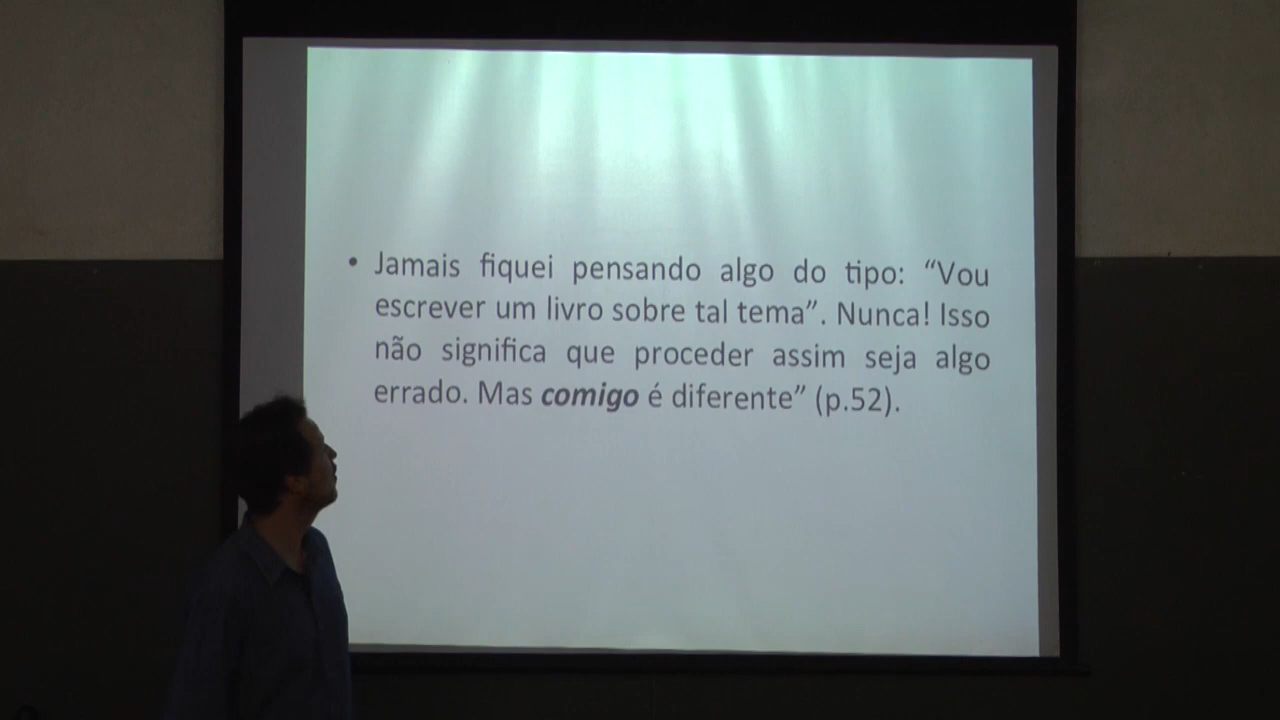 • Jamais fiquei pensando algo do tipo: “Vou
escrever um livro sobre tal tema”. Nunca! Isso
não significa que proceder assim seja algo
errado. Mas comigo é diferente” (p.52).